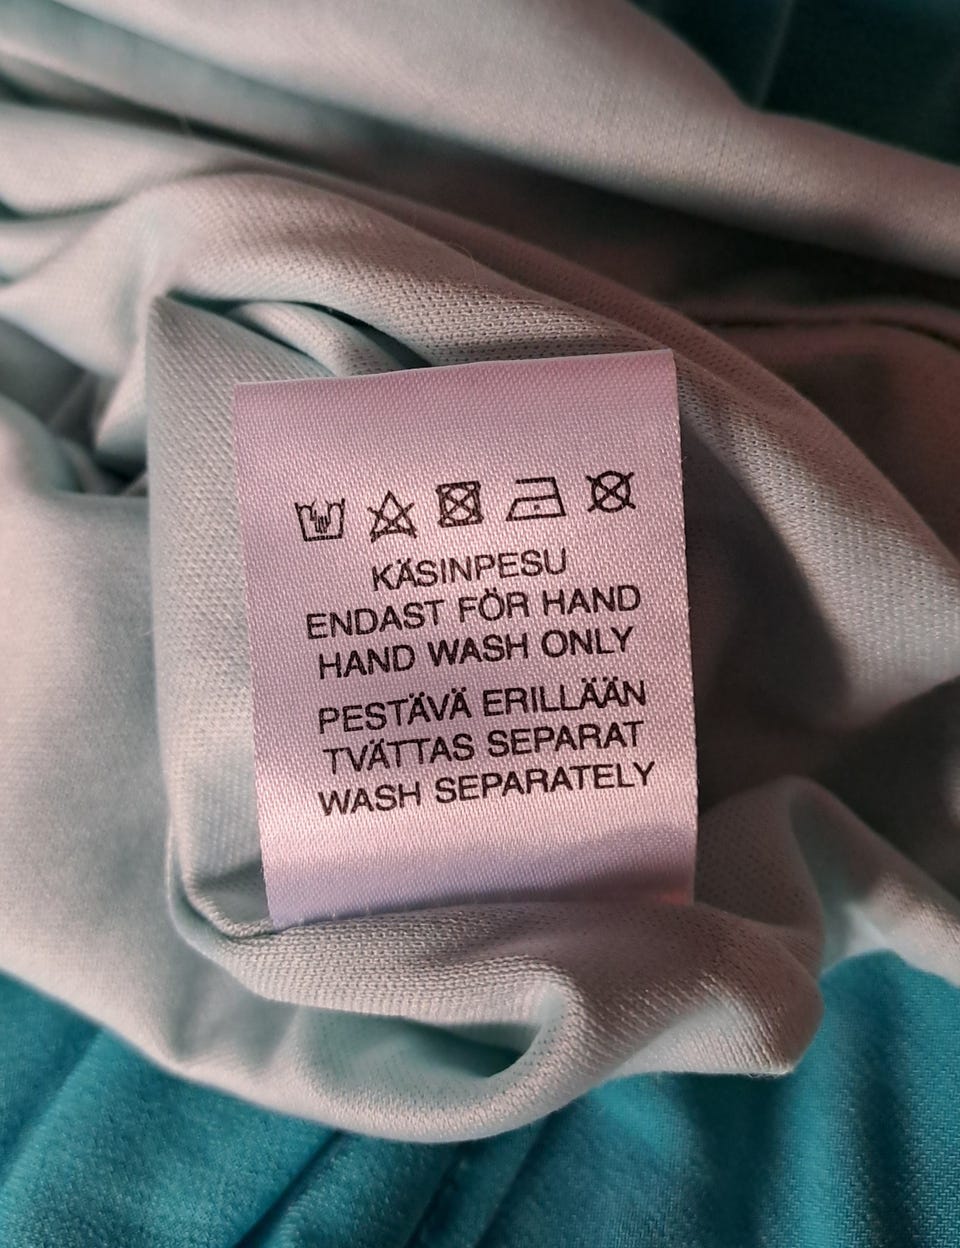 KÄSINPESU
ENDAST FÖR HAND
HAND WASH ONLY
PESTÄVÄ ERILLÄÄN
TVÄTTAS SEPARAT
WASH SEPARATELY